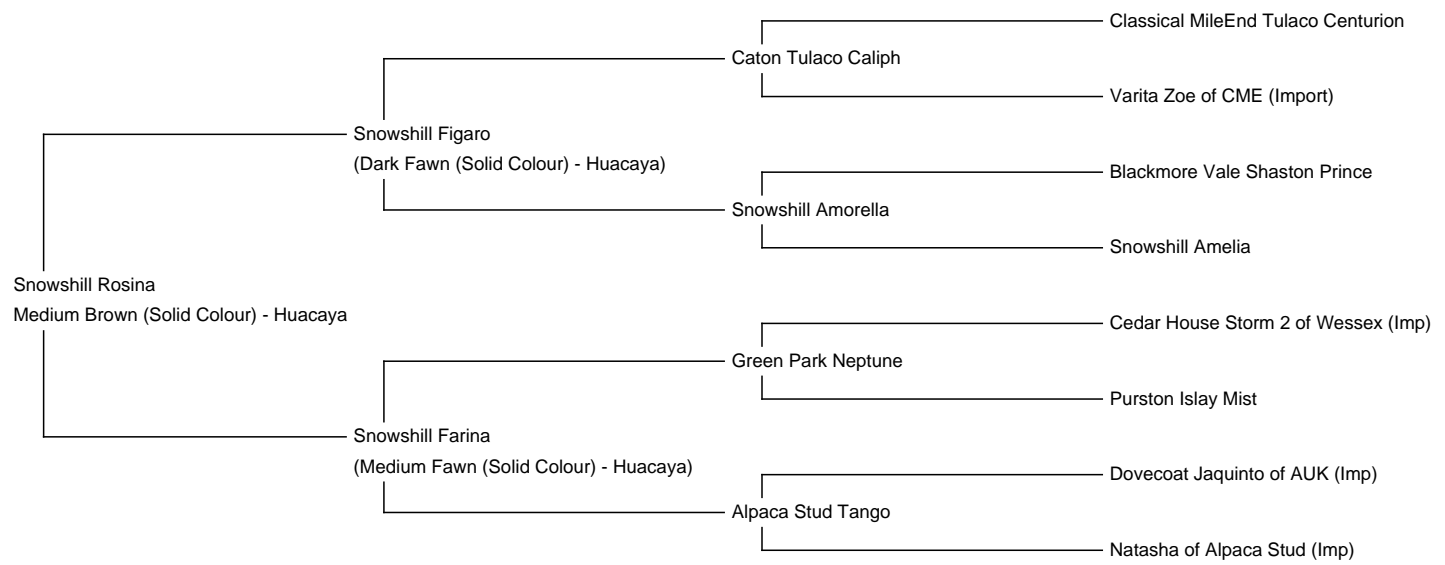 Classical MileEnd Tulaco Centurion
Caton Tulaco Caliph
Varita Zoe of CME (Import)
Snowshill Figaro
(Dark Fawn (Solid Colour) - Huacaya)
Blackmore Vale Shaston Prince
Snowshill Amorella
Snowshill Amelia
Snowshill Rosina
Medium Brown (Solid Colour) - Huacaya
Cedar House Storm 2 of Wessex (Imp)
Green Park Neptune
Purston Islay Mist
Snowshill Farina
(Medium Fawn (Solid Colour) - Huacaya)
Dovecoat Jaquinto of AUK (Imp)
Alpaca Stud Tango
Natasha of Alpaca Stud (Imp)